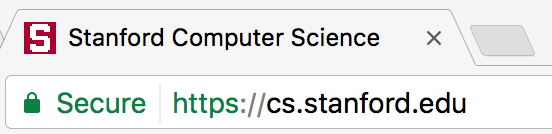 S Stanford Computer Science
Secure https://cs.stanford.edu